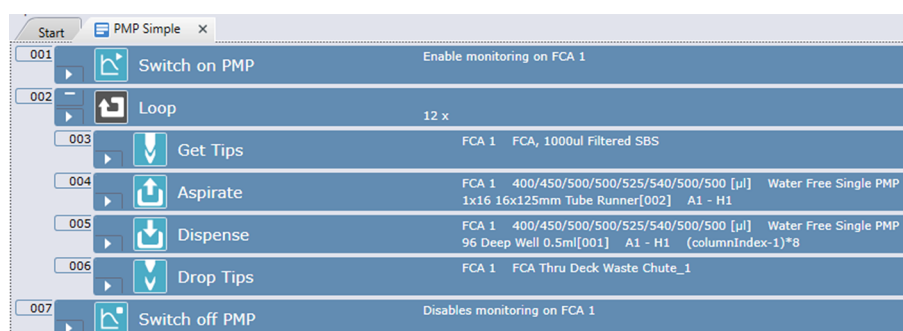 Start PMP Simple
001 Switch on PMP Enable monitoring on FCA 1
002 Loop 12 x
003 Get Tips FCA 1 FCA, 1000ul Filtered SBS
004 Aspirate FCA 1 400/450/500/500/525/540/500/500 [µl] Water Free Single PMP
1x16 16x125mm Tube Runner[002] A1 - H1
005 Dispense FCA 1 400/450/500/500/525/540/500/500 [µl] Water Free Single PMP
96 Deep Well 0.5ml[001] A1 - H1 (columnIndex-1)*8
006 Drop Tips FCA 1 FCA Thru Deck Waste Chute_1
007 Switch off PMP Disables monitoring on FCA 1